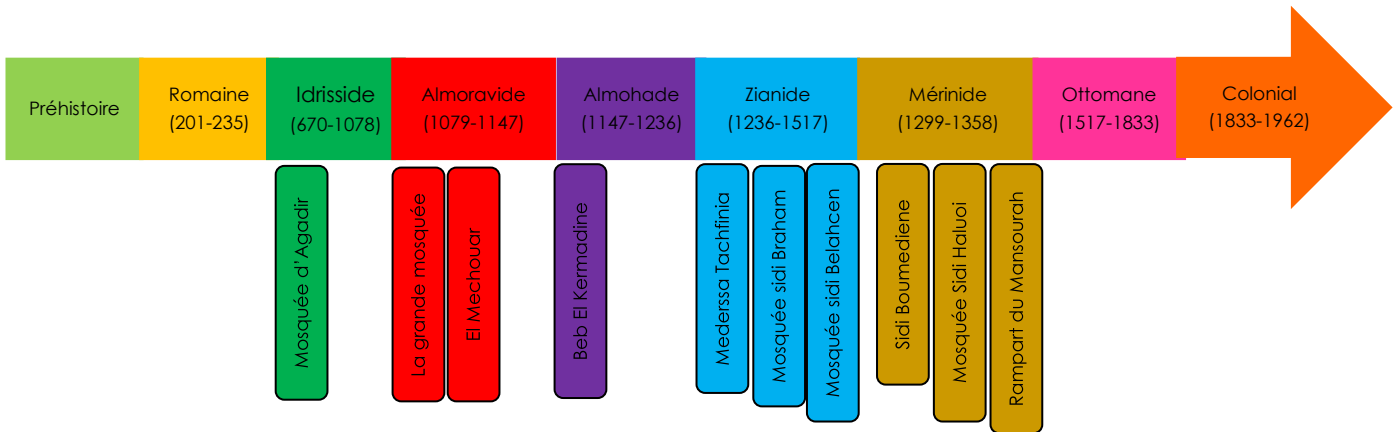 Préhistoire
Romaine
(201-235)
Idrisside
(670-1078)
Almoravide
(1079-1147)
Almohade
(1147-1236)
Zianide
(1236-1517)
Mérinide
(1299-1358)
Ottomane
(1517-1833)
Colonial
(1833-1962)
Mosquée d'Agadir
La grande mosquée
El Mechouar
Beb El Kermadine
Mederssa Tachfinia
Mosquée sidi Braham
Mosquée sidi Belahcen
Sidi Boumediene
Mosquée Sidi Haluoi
Rampart du Mansourah